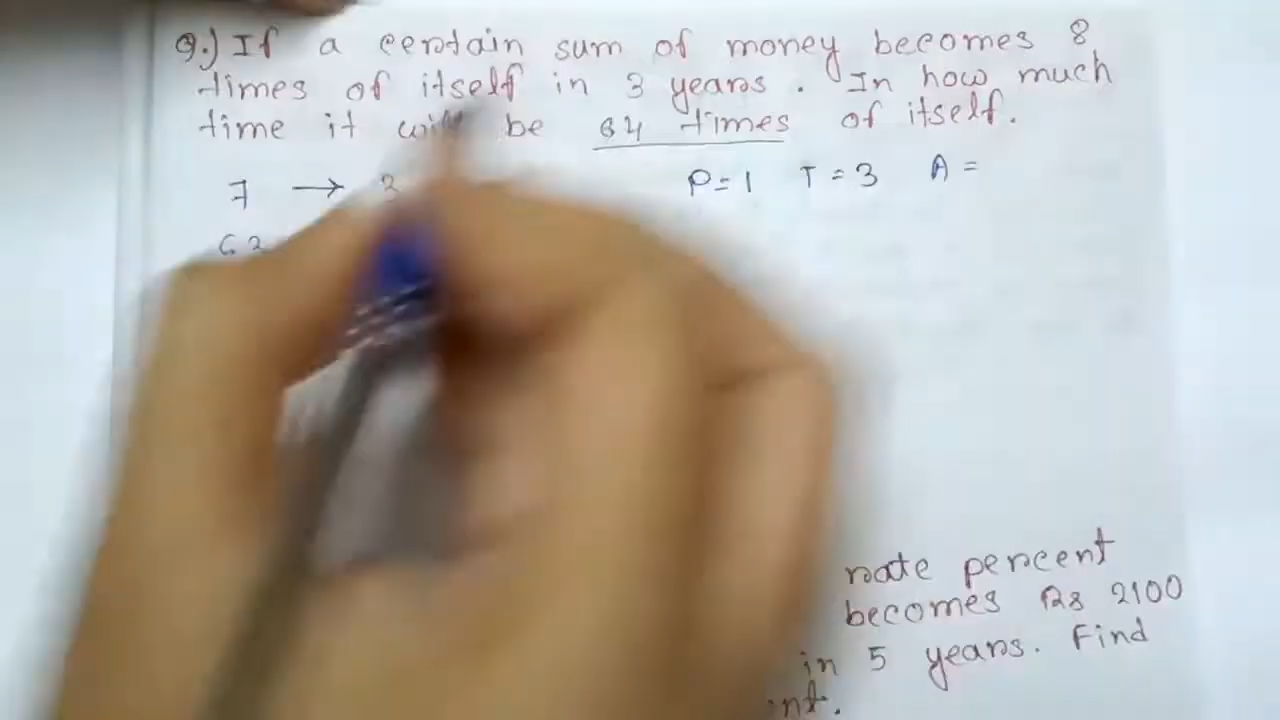 Q.) If a certain sum of money becomes 8
times of itself in 3 years. In how much
time it will be 64 times of itself.
7 → 3 P=1 T=3 A=
63
rate percent
becomes Rs 2100
in 5 years. Find